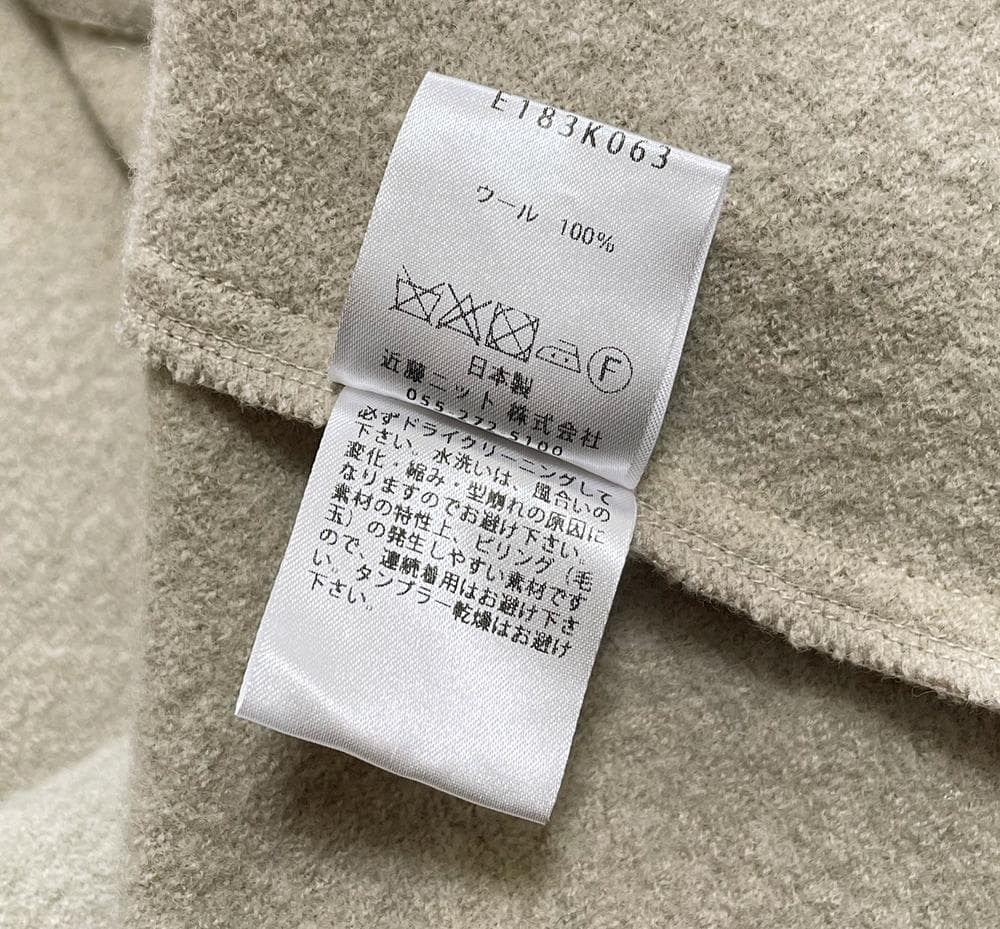 E183K063
ウール 100%
F
日本製
近藤ニット 株式会社
055-272-5100
必ずドライクリーニングして
下さい。水洗いは、風合いの
変化・縮み・型崩れの原因に
なりますのでお避け下さい。
素材の特性上、ピリング（毛
玉）の発生しやすい素材です
ので、連続着用はお避け下さ
い。タンブラー乾燥はお避け
下さい。